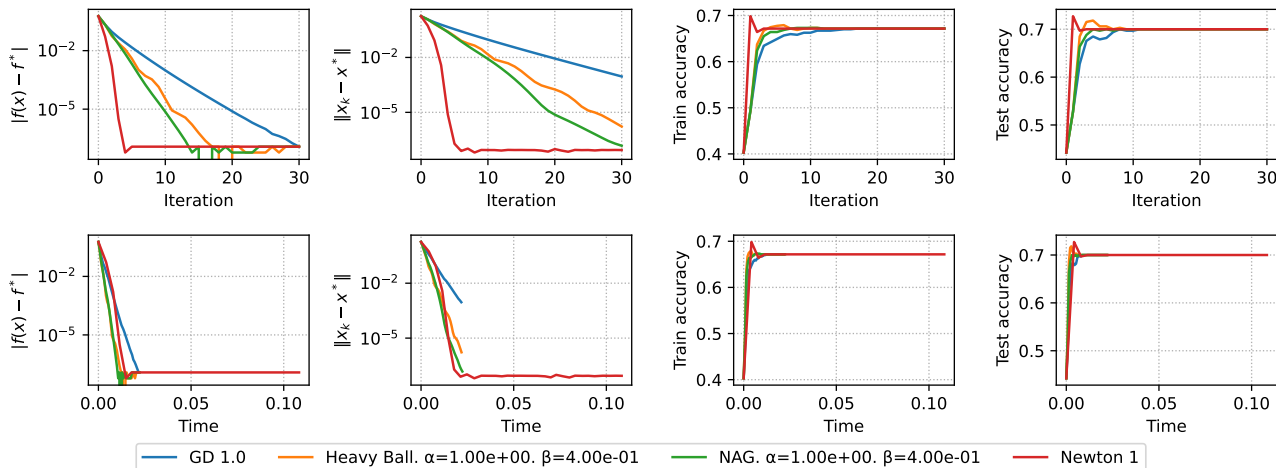 |f(x) − f*|
10⁻²
10⁻⁵
0 10 20 30
Iteration
‖x_k − x*‖
10⁻²
10⁻⁵
0 10 20 30
Iteration
Train accuracy
0.7
0.6
0.5
0.4
0 10 20 30
Iteration
Test accuracy
0.7
0.6
0.5
0 10 20 30
Iteration
|f(x) − f*|
10⁻²
10⁻⁵
0.00 0.05 0.10
Time
‖x_k − x*‖
10⁻²
10⁻⁵
0.00 0.05 0.10
Time
Train accuracy
0.7
0.6
0.5
0.4
0.00 0.05 0.10
Time
Test accuracy
0.7
0.6
0.5
0.00 0.05 0.10
Time
GD 1.0 Heavy Ball. α=1.00e+00. β=4.00e-01 NAG. α=1.00e+00. β=4.00e-01 Newton 1